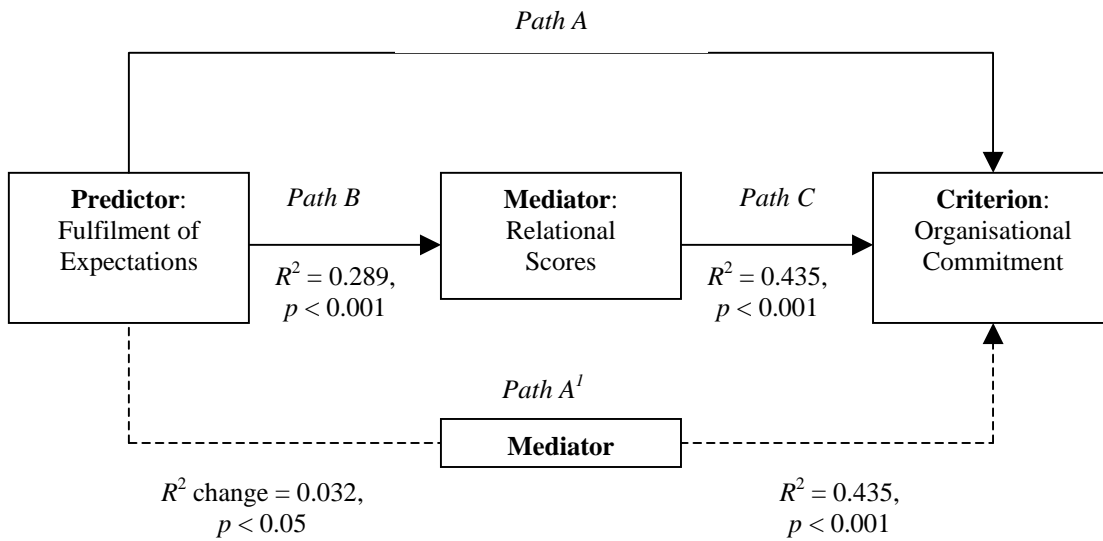 Path A
Predictor:
Fulfilment of
Expectations
Path B
R² = 0.289,
p < 0.001
Mediator:
Relational
Scores
Path C
R² = 0.435,
p < 0.001
Criterion:
Organisational
Commitment
Path A¹
Mediator
R² change = 0.032,
p < 0.05
R² = 0.435,
p < 0.001